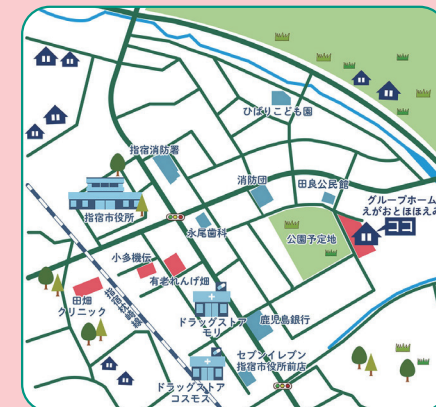 ひばりこども園
指宿消防署
消防団
田良公民館
グループホーム
えがおとほほえみ
ココ
指宿市役所
永尾歯科
公園予定地
小多機伝
有老れんげ畑
指宿枕崎線
田畑
クリニック
ドラッグストア
モリ
鹿児島銀行
セブンイレブン
指宿市役所前店
ドラッグストア
コスモス